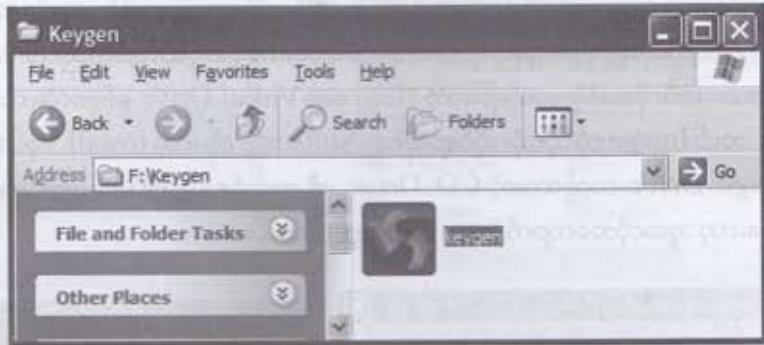 Keygen
File Edit View Favorites Tools Help
Back Search Folders
Address F:\Keygen Go
File and Folder Tasks
keygen
Other Places